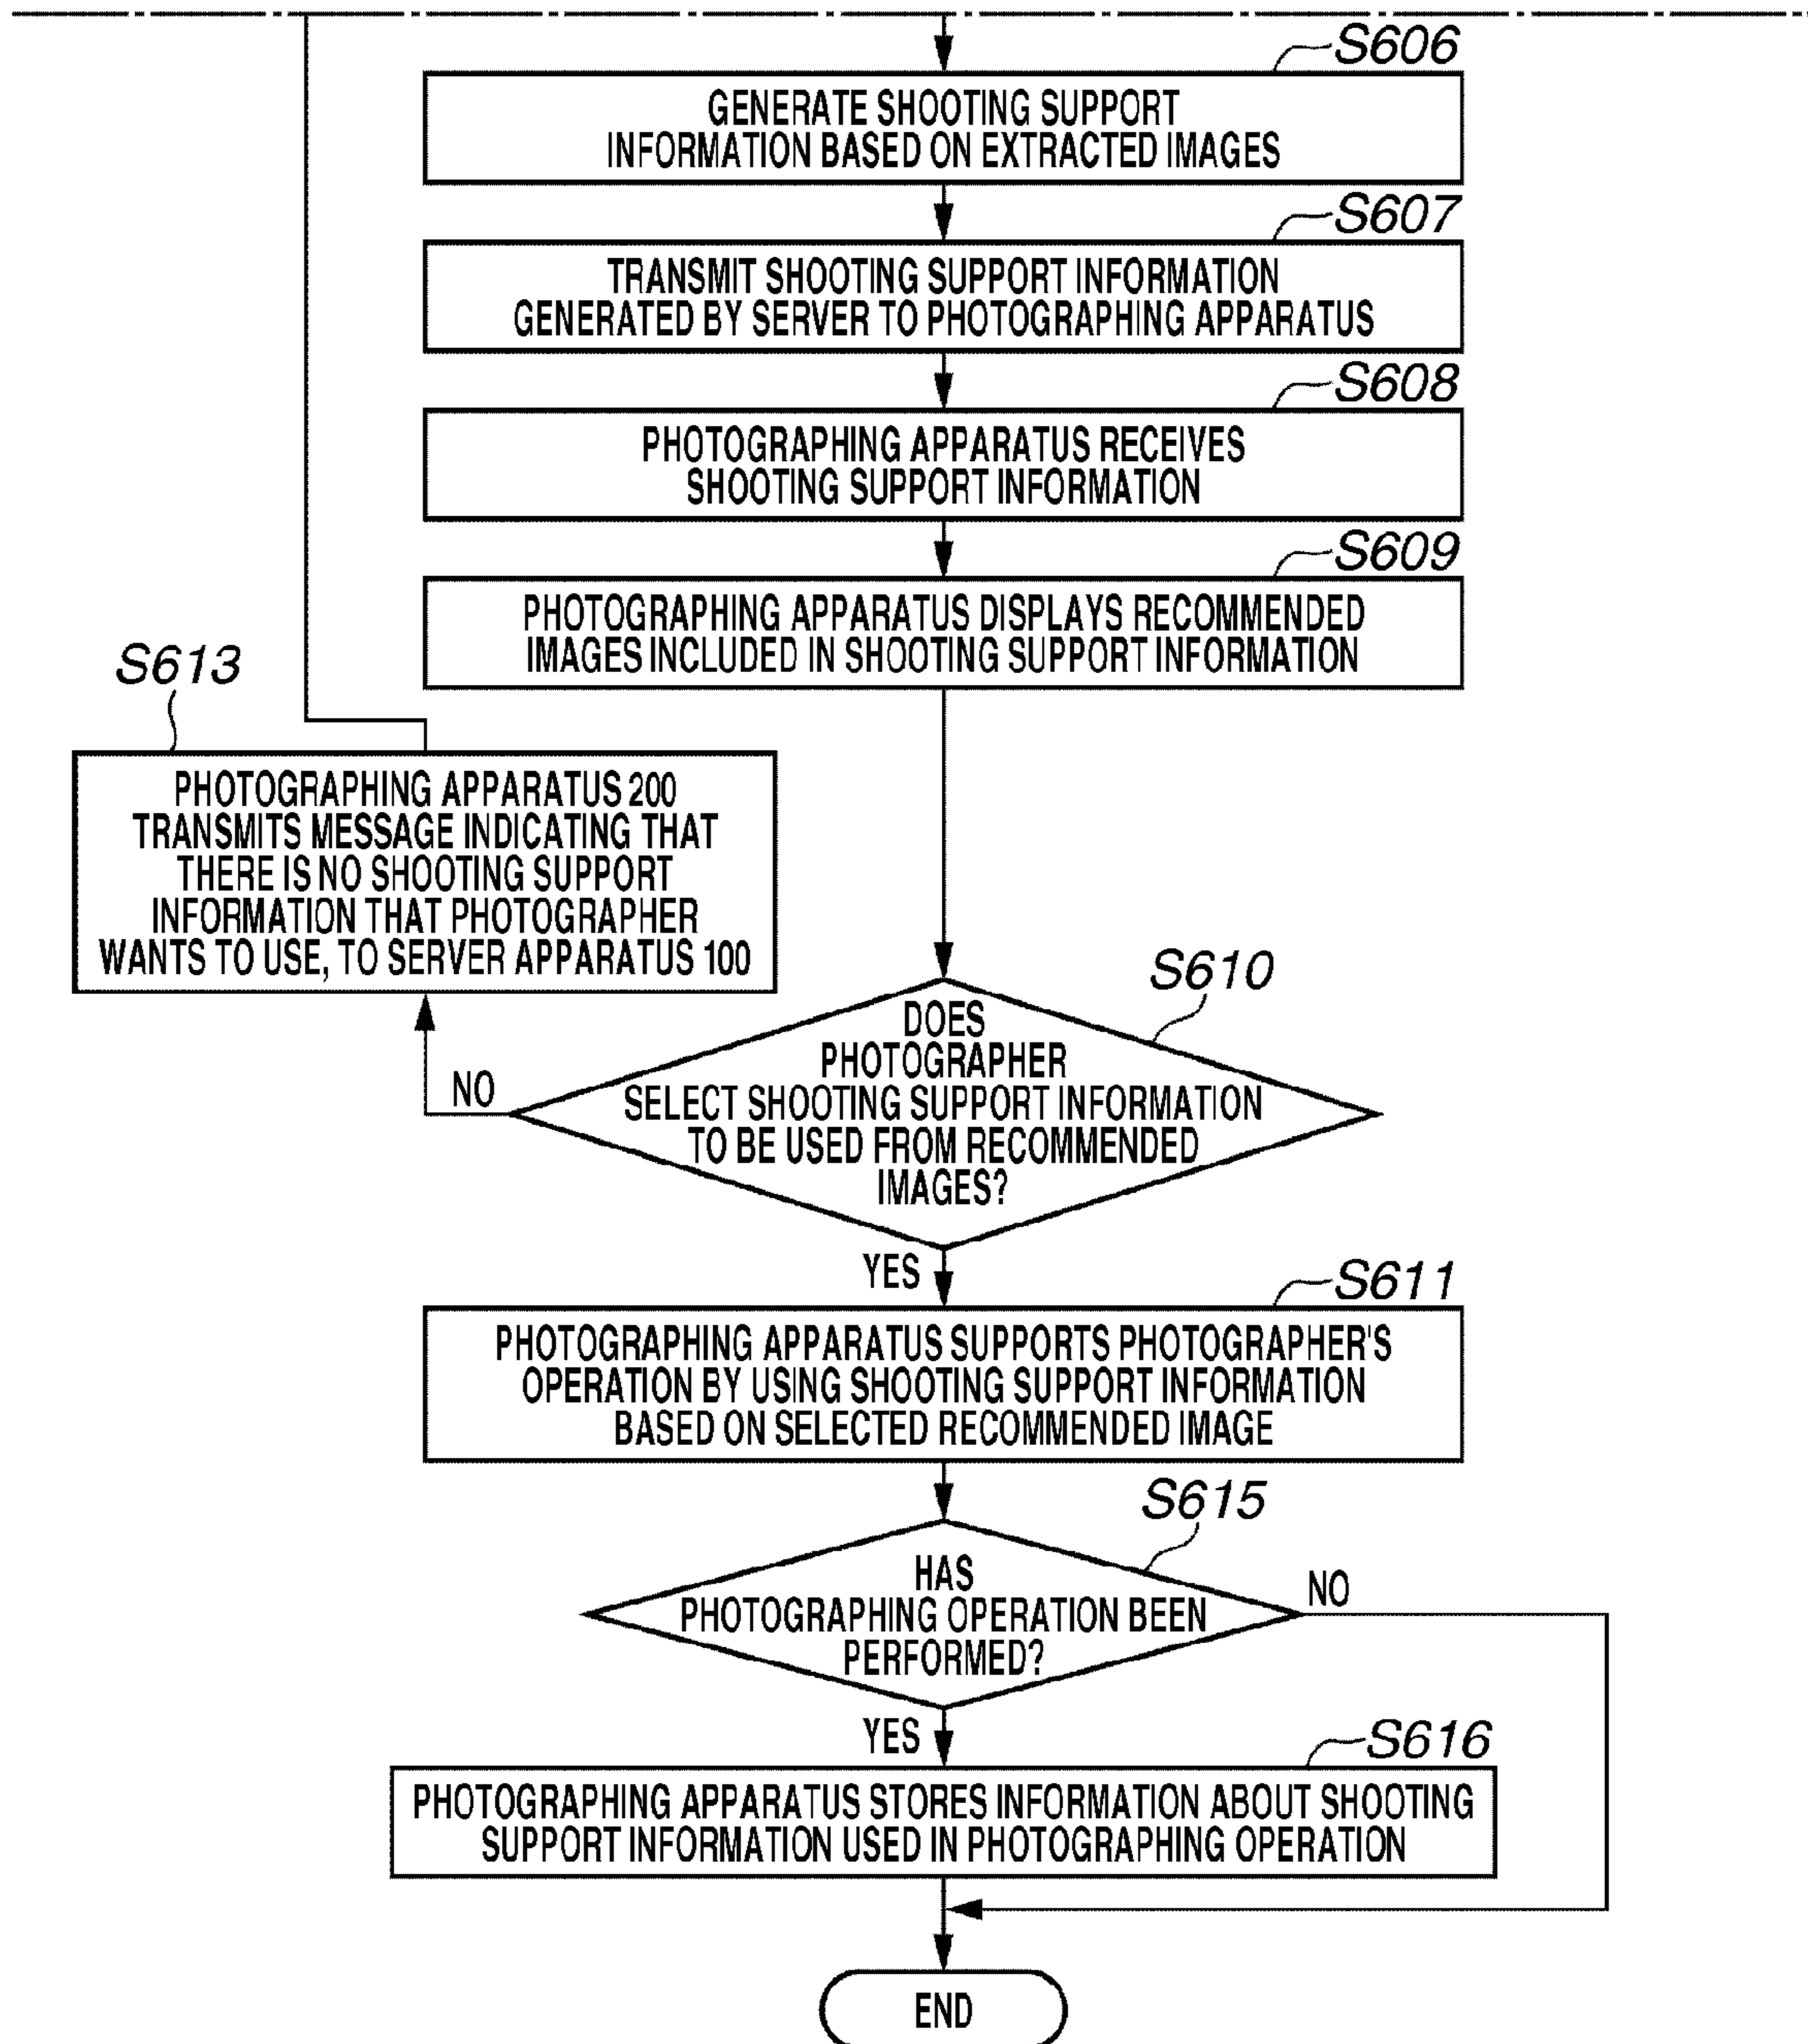 S606
GENERATE SHOOTING SUPPORT
INFORMATION BASED ON EXTRACTED IMAGES
S607
TRANSMIT SHOOTING SUPPORT INFORMATION
GENERATED BY SERVER TO PHOTOGRAPHING APPARATUS
S608
PHOTOGRAPHING APPARATUS RECEIVES
SHOOTING SUPPORT INFORMATION
S609
PHOTOGRAPHING APPARATUS DISPLAYS RECOMMENDED
IMAGES INCLUDED IN SHOOTING SUPPORT INFORMATION
S613
PHOTOGRAPHING APPARATUS 200
TRANSMITS MESSAGE INDICATING THAT
THERE IS NO SHOOTING SUPPORT
INFORMATION THAT PHOTOGRAPHER
WANTS TO USE, TO SERVER APPARATUS 100
S610
DOES
PHOTOGRAPHER
SELECT SHOOTING SUPPORT INFORMATION
TO BE USED FROM RECOMMENDED
IMAGES?
NO
YES
S611
PHOTOGRAPHING APPARATUS SUPPORTS PHOTOGRAPHER'S
OPERATION BY USING SHOOTING SUPPORT INFORMATION
BASED ON SELECTED RECOMMENDED IMAGE
S615
HAS
PHOTOGRAPHING OPERATION BEEN
PERFORMED?
NO
YES
S616
PHOTOGRAPHING APPARATUS STORES INFORMATION ABOUT SHOOTING
SUPPORT INFORMATION USED IN PHOTOGRAPHING OPERATION
END